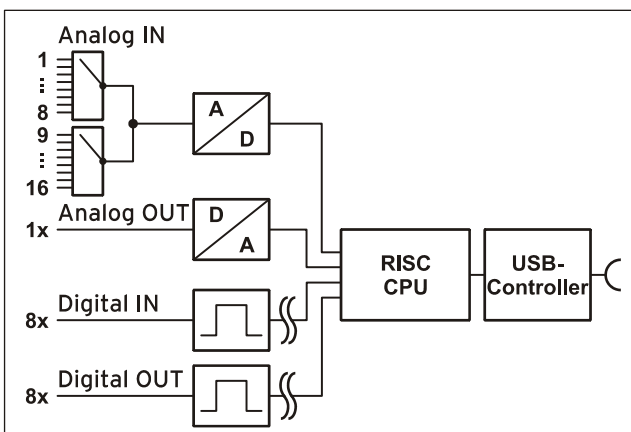 Analog IN
1
8
9
16
A
D
Analog OUT
1x
D
A
Digital IN
8x
Digital OUT
8x
RISC
CPU
USB-
Controller